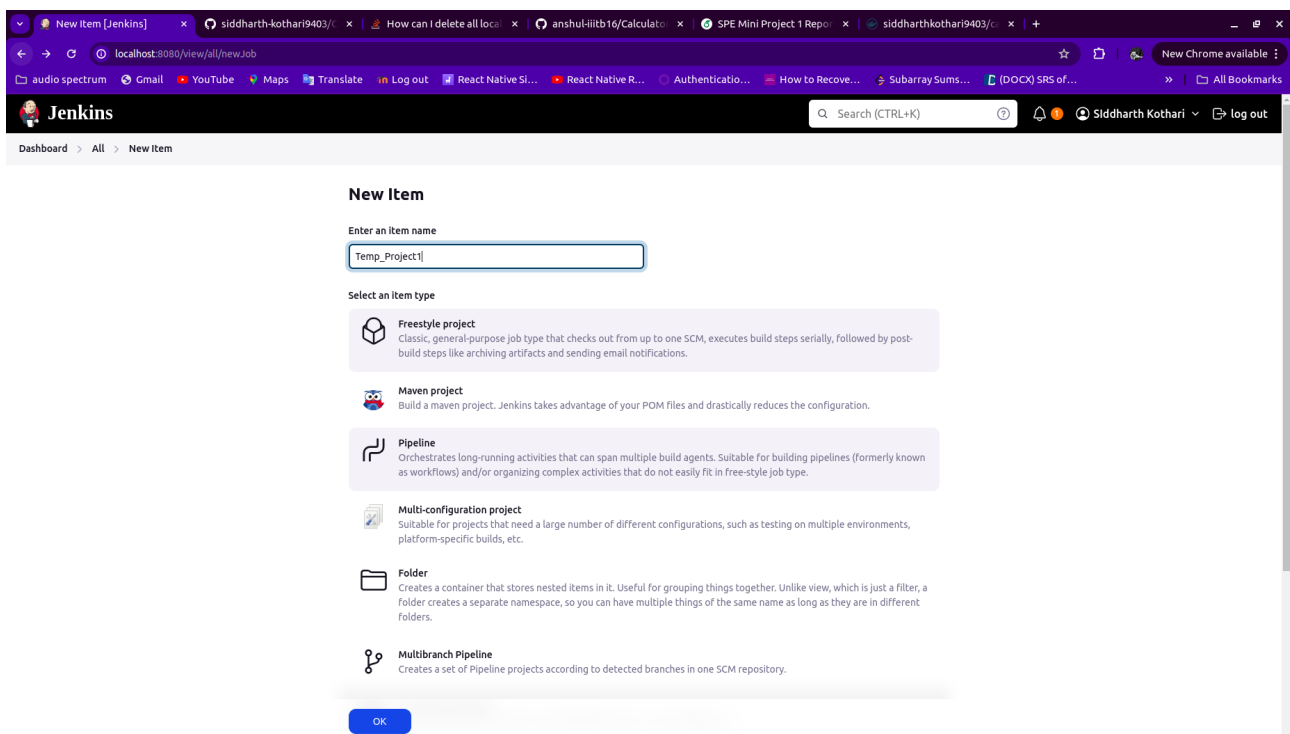 New Item [Jenkins]
siddharth-kothari9403/C
How can I delete all local
anshul-iiitb16/Calculator
SPE Mini Project 1 Repor
siddharthkothari9403/ca
localhost:8080/view/all/newJob
New Chrome available
audio spectrum
Gmail
YouTube
Maps
Translate
Log out
React Native Si...
React Native R...
Authenticatio...
How to Recove...
Subarray Sums...
(DOCX) SRS of...
»
All Bookmarks
Jenkins
Search (CTRL+K)
1
SIddharth Kothari
log out
Dashboard > All > New Item
New Item
Enter an item name
Temp_Project1
Select an item type
Freestyle project
Classic, general-purpose job type that checks out from up to one SCM, executes build steps serially, followed by post-
build steps like archiving artifacts and sending email notifications.
Maven project
Build a maven project. Jenkins takes advantage of your POM files and drastically reduces the configuration.
Pipeline
Orchestrates long-running activities that can span multiple build agents. Suitable for building pipelines (formerly known
as workflows) and/or organizing complex activities that do not easily fit in free-style job type.
Multi-configuration project
Suitable for projects that need a large number of different configurations, such as testing on multiple environments,
platform-specific builds, etc.
Folder
Creates a container that stores nested items in it. Useful for grouping things together. Unlike view, which is just a filter, a
folder creates a separate namespace, so you can have multiple things of the same name as long as they are in different
folders.
Multibranch Pipeline
Creates a set of Pipeline projects according to detected branches in one SCM repository.
OK